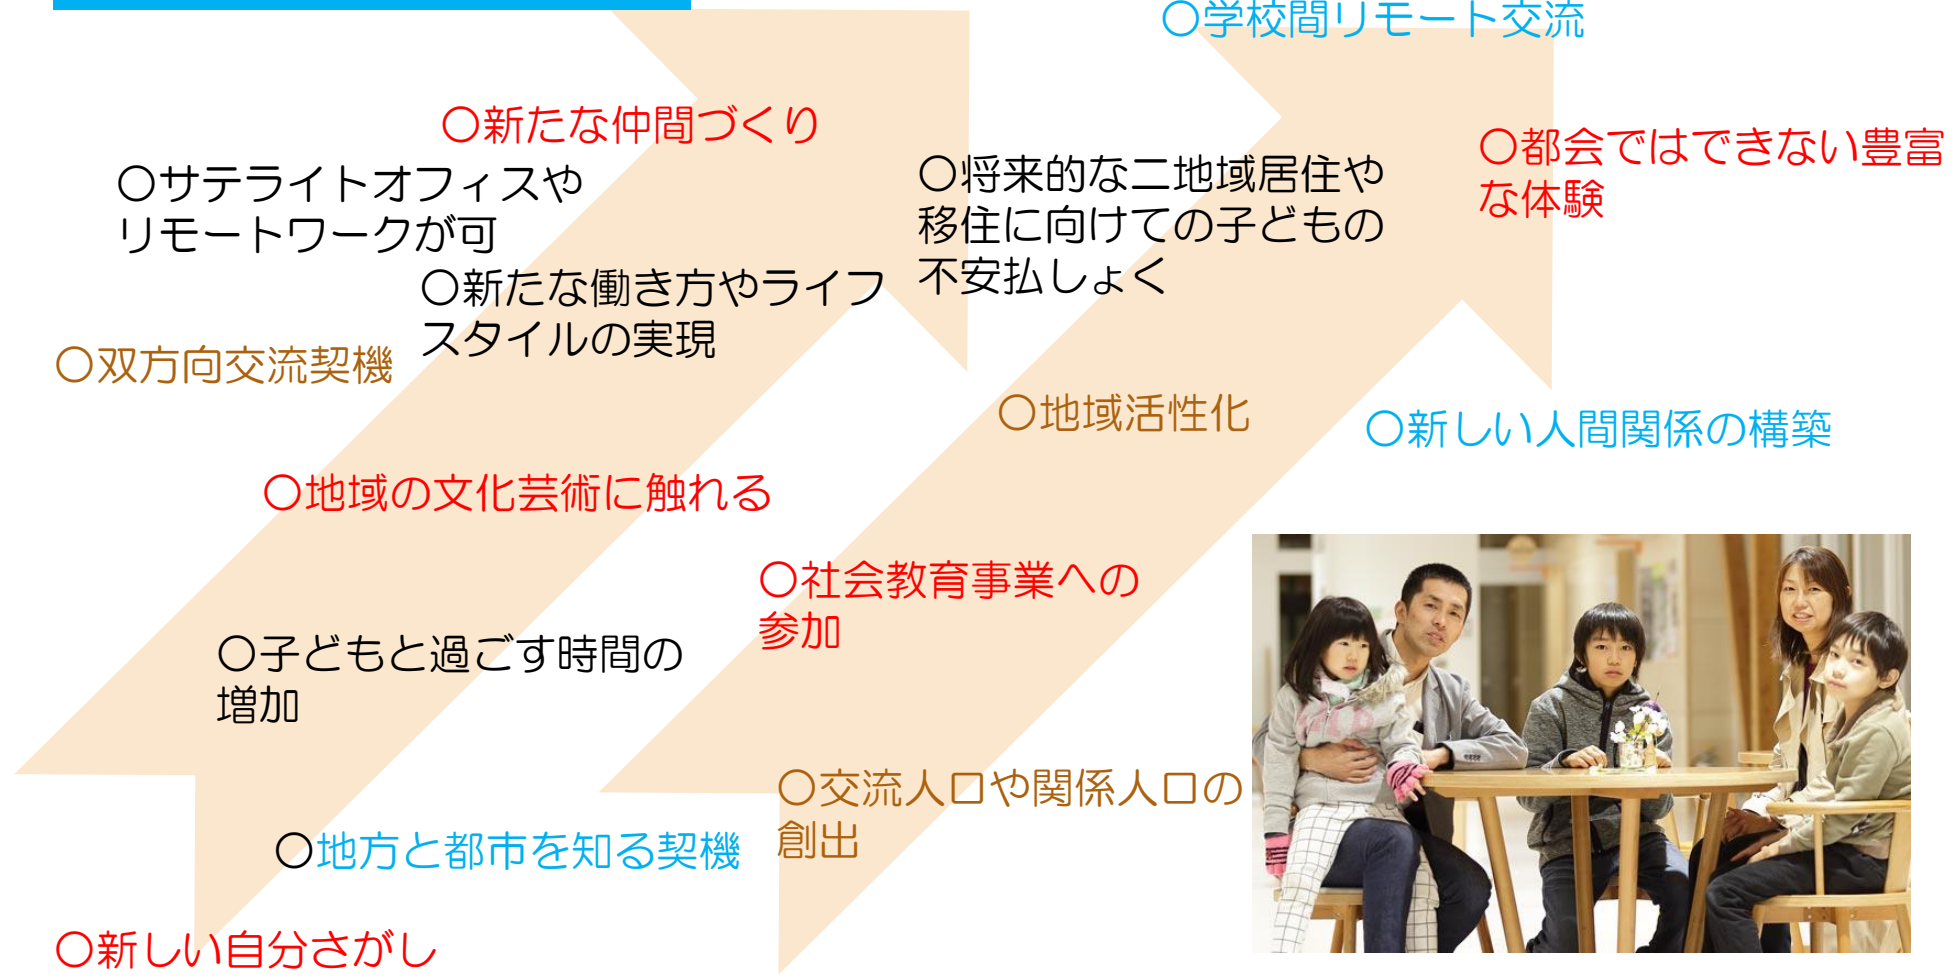 〇学校間リモート交流
〇新たな仲間づくり
〇都会ではできない豊富
な体験
〇サテライトオフィスや
リモートワークが可
〇将来的な二地域居住や
移住に向けての子どもの
不安払しょく
〇新たな働き方やライフ
スタイルの実現
〇双方向交流契機
〇地域活性化
〇新しい人間関係の構築
〇地域の文化芸術に触れる
〇社会教育事業への
参加
〇子どもと過ごす時間の
増加
〇交流人口や関係人口の
創出
〇地方と都市を知る契機
〇新しい自分さがし